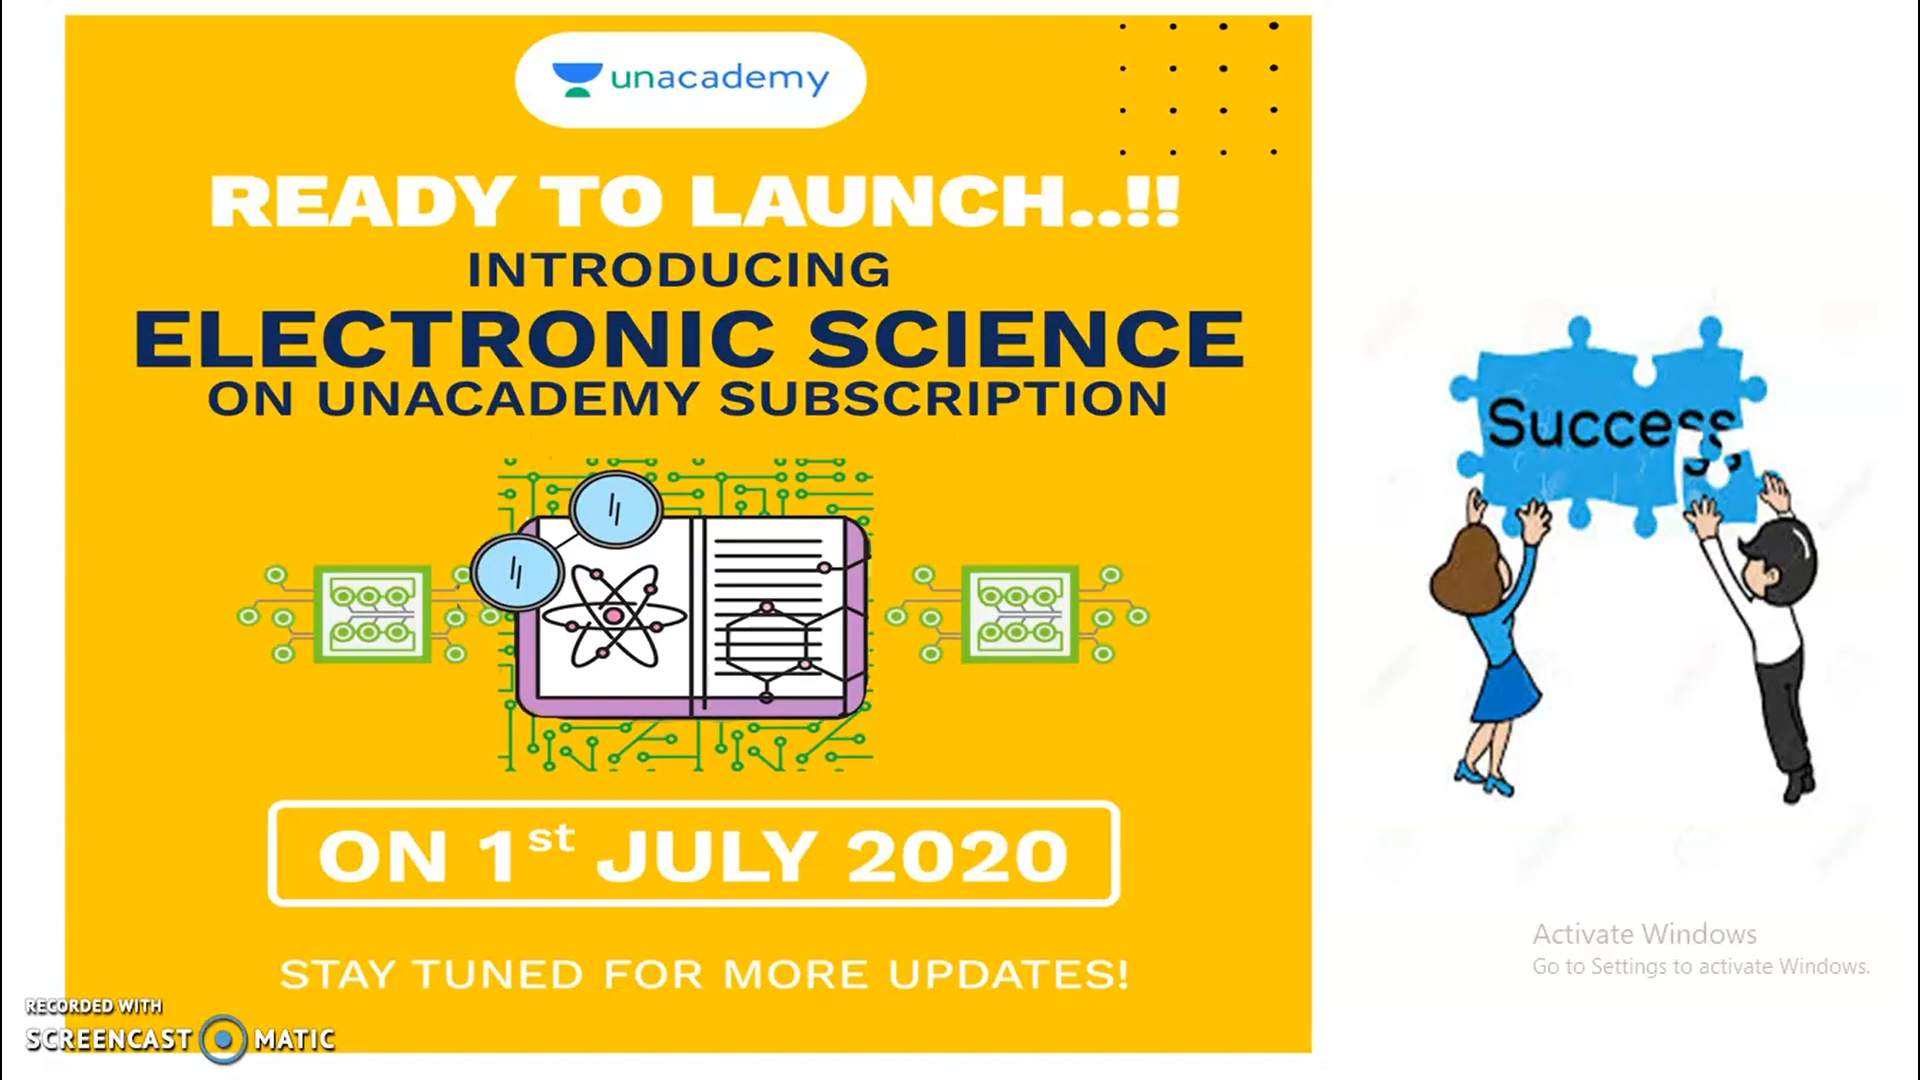 unacademy
READY TO LAUNCH..!!
INTRODUCING
ELECTRONIC SCIENCE
ON UNACADEMY SUBSCRIPTION
ON 1st JULY 2020
STAY TUNED FOR MORE UPDATES!
Success
Activate Windows
Go to Settings to activate Windows.
RECORDED WITH
SCREENCAST MATIC